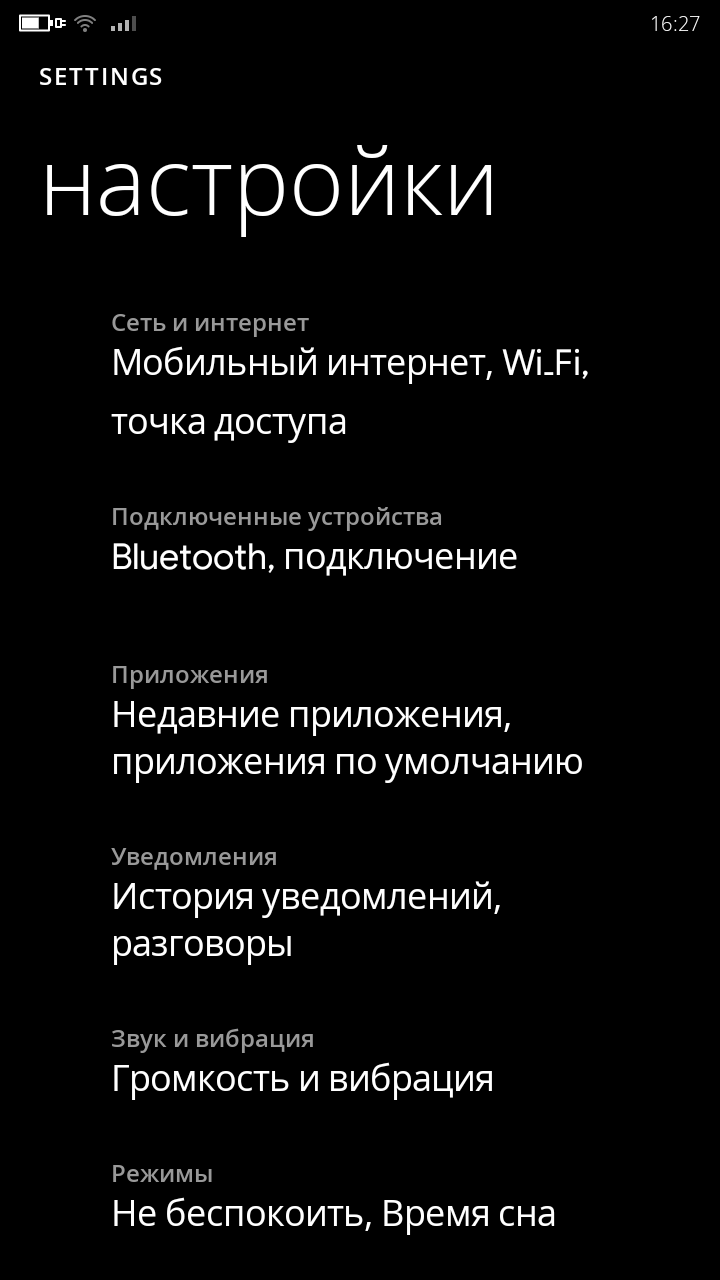 16:27
SETTINGS
настройки
Сеть и интернет
Мобильный интернет, Wi-Fi,
точка доступа
Подключенные устройства
Bluetooth, подключение
Приложения
Недавние приложения,
приложения по умолчанию
Уведомления
История уведомлений,
разговоры
Звук и вибрация
Громкость и вибрация
Режимы
Не беспокоить, Время сна